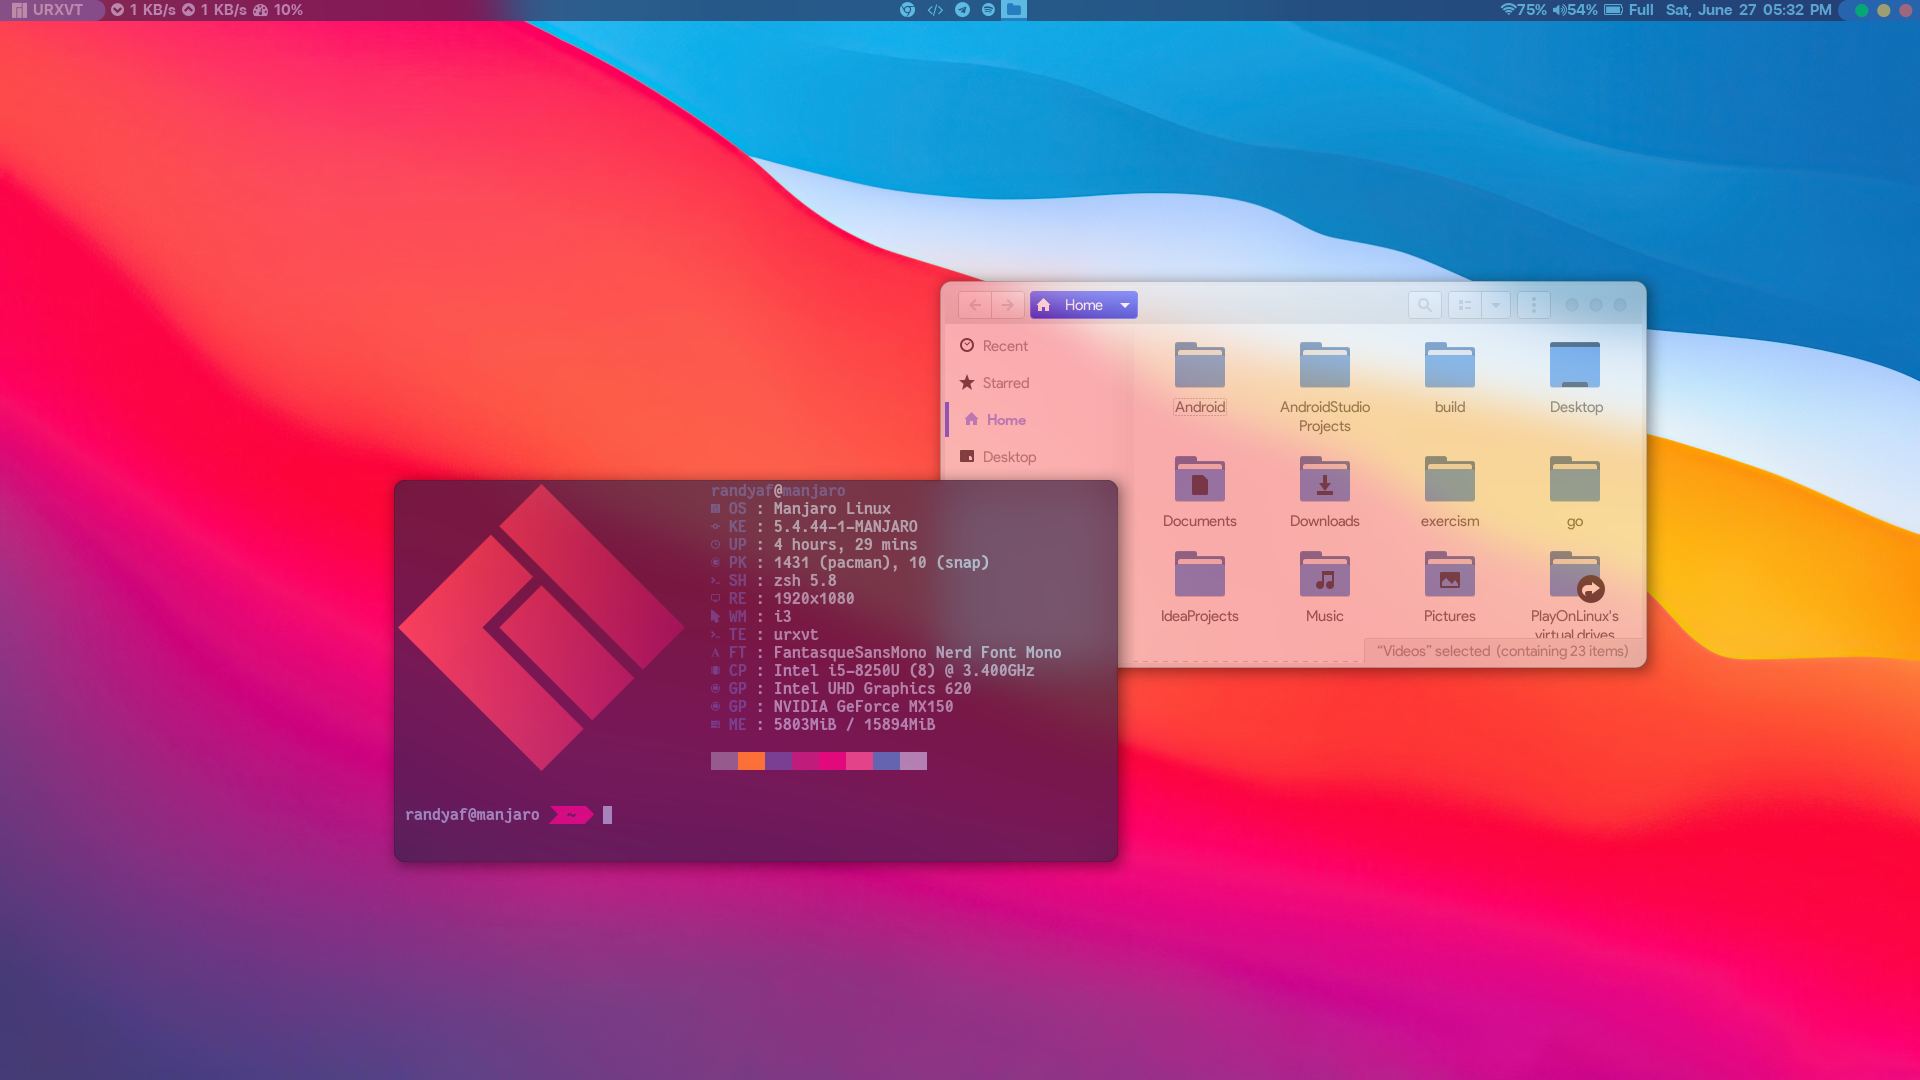 URXVT 1 KB/s 1 KB/s 10%
75% 54% Full Sat, June 27 05:32 PM
Home
Recent
Starred
Home
Desktop
Android AndroidStudio Projects build Desktop
Documents Downloads exercism go
IdeaProjects Music Pictures PlayOnLinux's virtual drives
“Videos” selected (containing 23 items)
randyaf@manjaro
OS : Manjaro Linux
KE : 5.4.44-1-MANJARO
UP : 4 hours, 29 mins
PK : 1431 (pacman), 10 (snap)
SH : zsh 5.8
RE : 1920x1080
WM : i3
TE : urxvt
FT : FantasqueSansMono Nerd Font Mono
CP : Intel i5-8250U (8) @ 3.400GHz
GP : Intel UHD Graphics 620
GP : NVIDIA GeForce MX150
ME : 5803MiB / 15894MiB
randyaf@manjaro ~